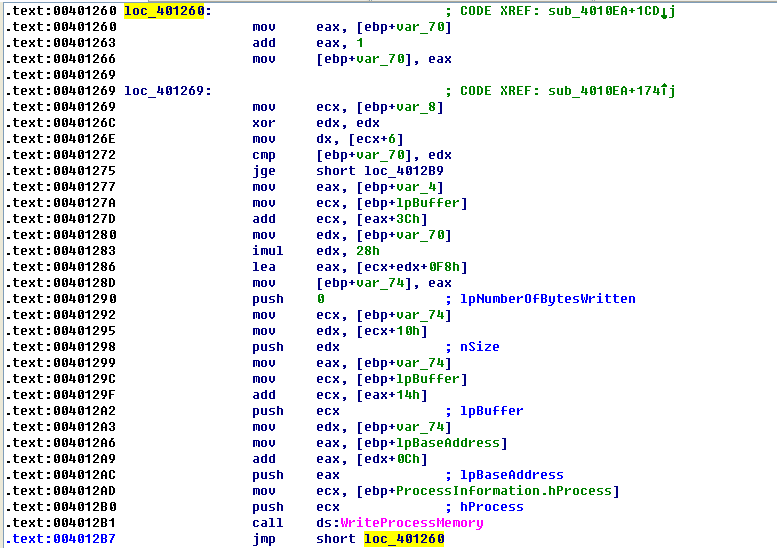 .text:00401260 loc_401260: ; CODE XREF: sub_4010EA+1CD↓j
.text:00401260 mov eax, [ebp+var_70]
.text:00401263 add eax, 1
.text:00401266 mov [ebp+var_70], eax
.text:00401269
.text:00401269 loc_401269: ; CODE XREF: sub_4010EA+174↑j
.text:00401269 mov ecx, [ebp+var_8]
.text:0040126C xor edx, edx
.text:0040126E mov dx, [ecx+6]
.text:00401272 cmp [ebp+var_70], edx
.text:00401275 jge short loc_4012B9
.text:00401277 mov eax, [ebp+var_4]
.text:0040127A mov ecx, [ebp+lpBuffer]
.text:0040127D add ecx, [eax+3Ch]
.text:00401280 mov edx, [ebp+var_70]
.text:00401283 imul edx, 28h
.text:00401286 lea eax, [ecx+edx+0F8h]
.text:0040128D mov [ebp+var_74], eax
.text:00401290 push 0 ; lpNumberOfBytesWritten
.text:00401292 mov ecx, [ebp+var_74]
.text:00401295 mov edx, [ecx+10h]
.text:00401298 push edx ; nSize
.text:00401299 mov eax, [ebp+var_74]
.text:0040129C mov ecx, [ebp+lpBuffer]
.text:0040129F add ecx, [eax+14h]
.text:004012A2 push ecx ; lpBuffer
.text:004012A3 mov edx, [ebp+var_74]
.text:004012A6 mov eax, [ebp+lpBaseAddress]
.text:004012A9 add eax, [edx+0Ch]
.text:004012AC push eax ; lpBaseAddress
.text:004012AD mov ecx, [ebp+ProcessInformation.hProcess]
.text:004012B0 push ecx ; hProcess
.text:004012B1 call ds:WriteProcessMemory
.text:004012B7 jmp short loc_401260